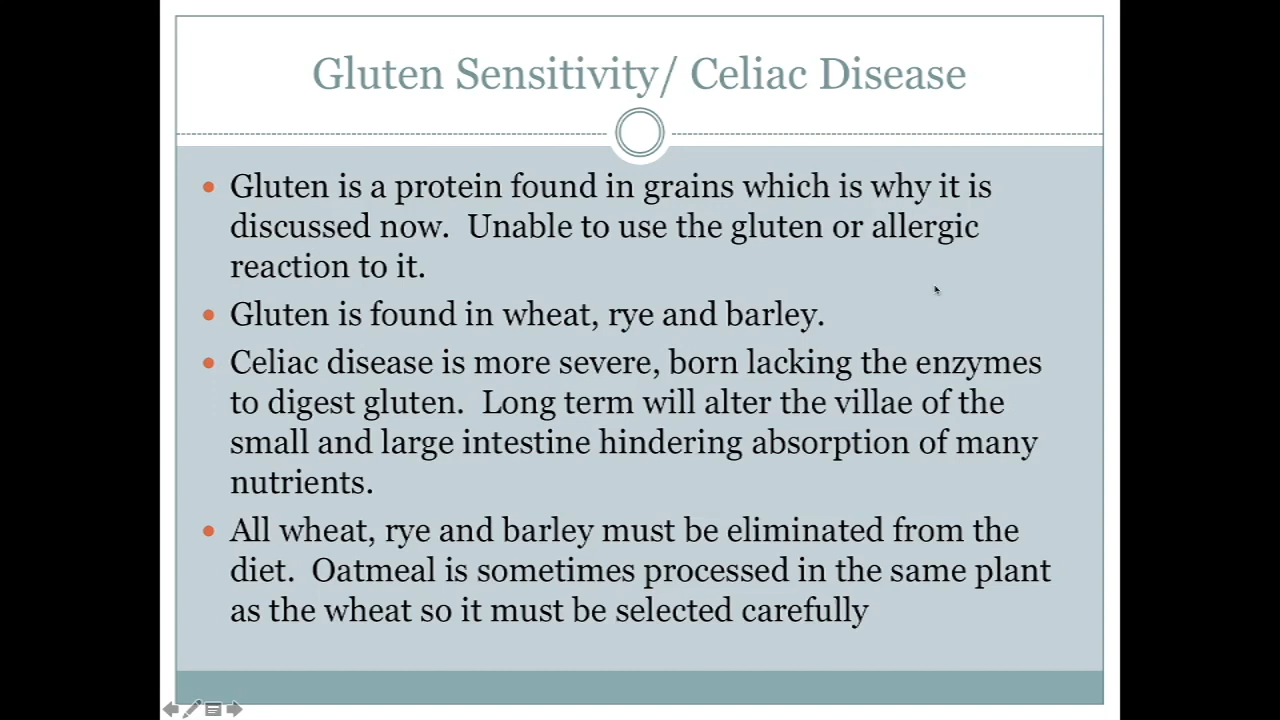 Gluten Sensitivity/ Celiac Disease
• Gluten is a protein found in grains which is why it is
discussed now.  Unable to use the gluten or allergic
reaction to it.
• Gluten is found in wheat, rye and barley.
• Celiac disease is more severe, born lacking the enzymes
to digest gluten.  Long term will alter the villae of the
small and large intestine hindering absorption of many
nutrients.
• All wheat, rye and barley must be eliminated from the
diet.  Oatmeal is sometimes processed in the same plant
as the wheat so it must be selected carefully